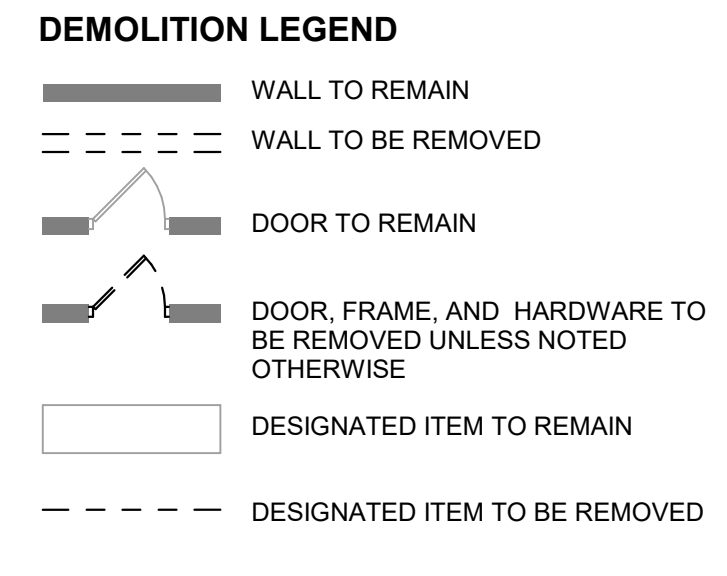 DEMOLITION LEGEND
WALL TO REMAIN
WALL TO BE REMOVED
DOOR TO REMAIN
DOOR, FRAME, AND HARDWARE TO
BE REMOVED UNLESS NOTED
OTHERWISE
DESIGNATED ITEM TO REMAIN
DESIGNATED ITEM TO BE REMOVED